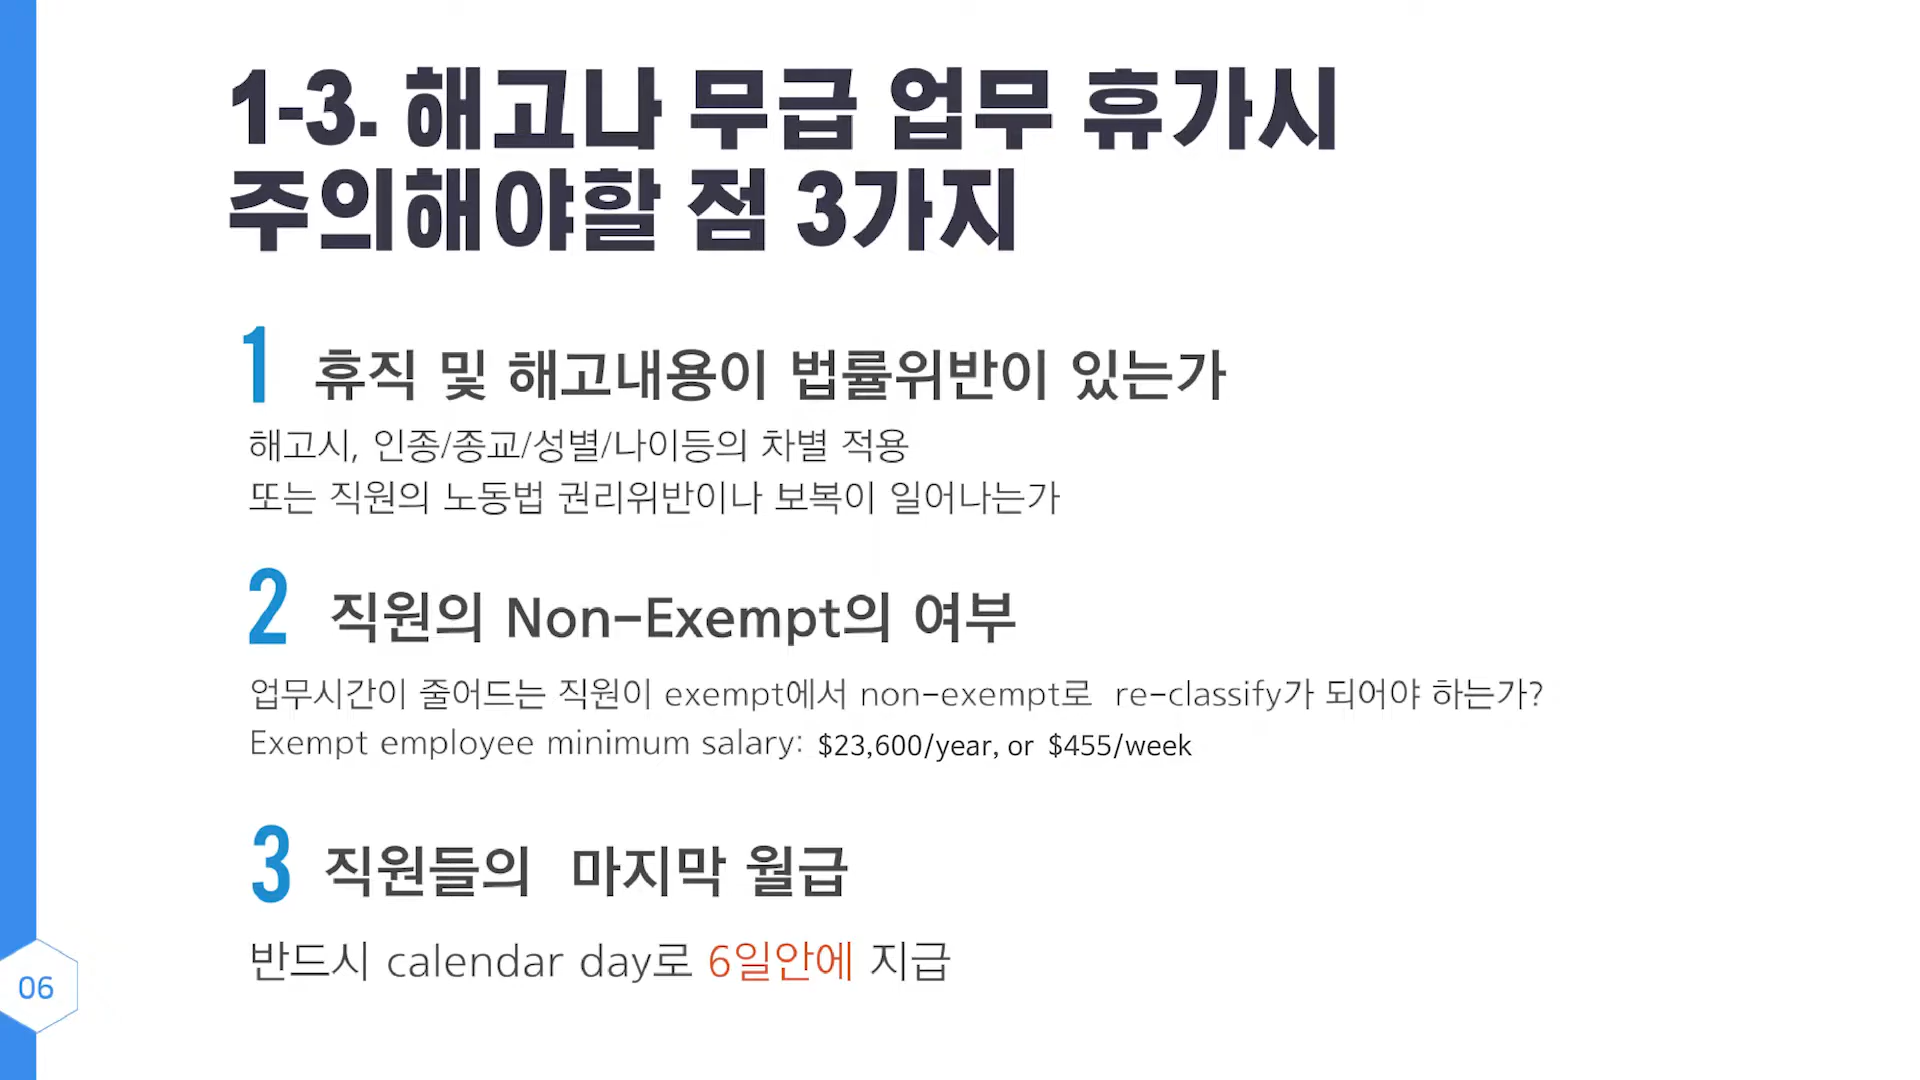 1-3. 해고나 무급 업무 휴가시
주의해야할 점 3가지
1 휴직 및 해고내용이 법률위반이 있는가
해고시, 인종/종교/성별/나이등의 차별 적용
또는 직원의 노동법 권리위반이나 보복이 일어나는가
2 직원의 Non-Exempt의 여부
업무시간이 줄어드는 직원이 exempt에서 non-exempt로 re-classify가 되어야 하는가?
Exempt employee minimum salary: $23,600/year, or $455/week
3 직원들의 마지막 월급
반드시 calendar day로 6일안에 지급
06